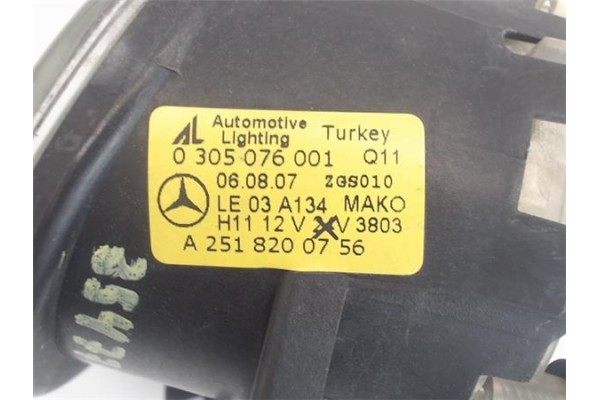 AL Automotive Lighting Turkey
0 305 076 001 Q11
06.08.07 ZGS010
LE 03 A134 MAKO
H11 12 V V 3803
A 251 820 07 56